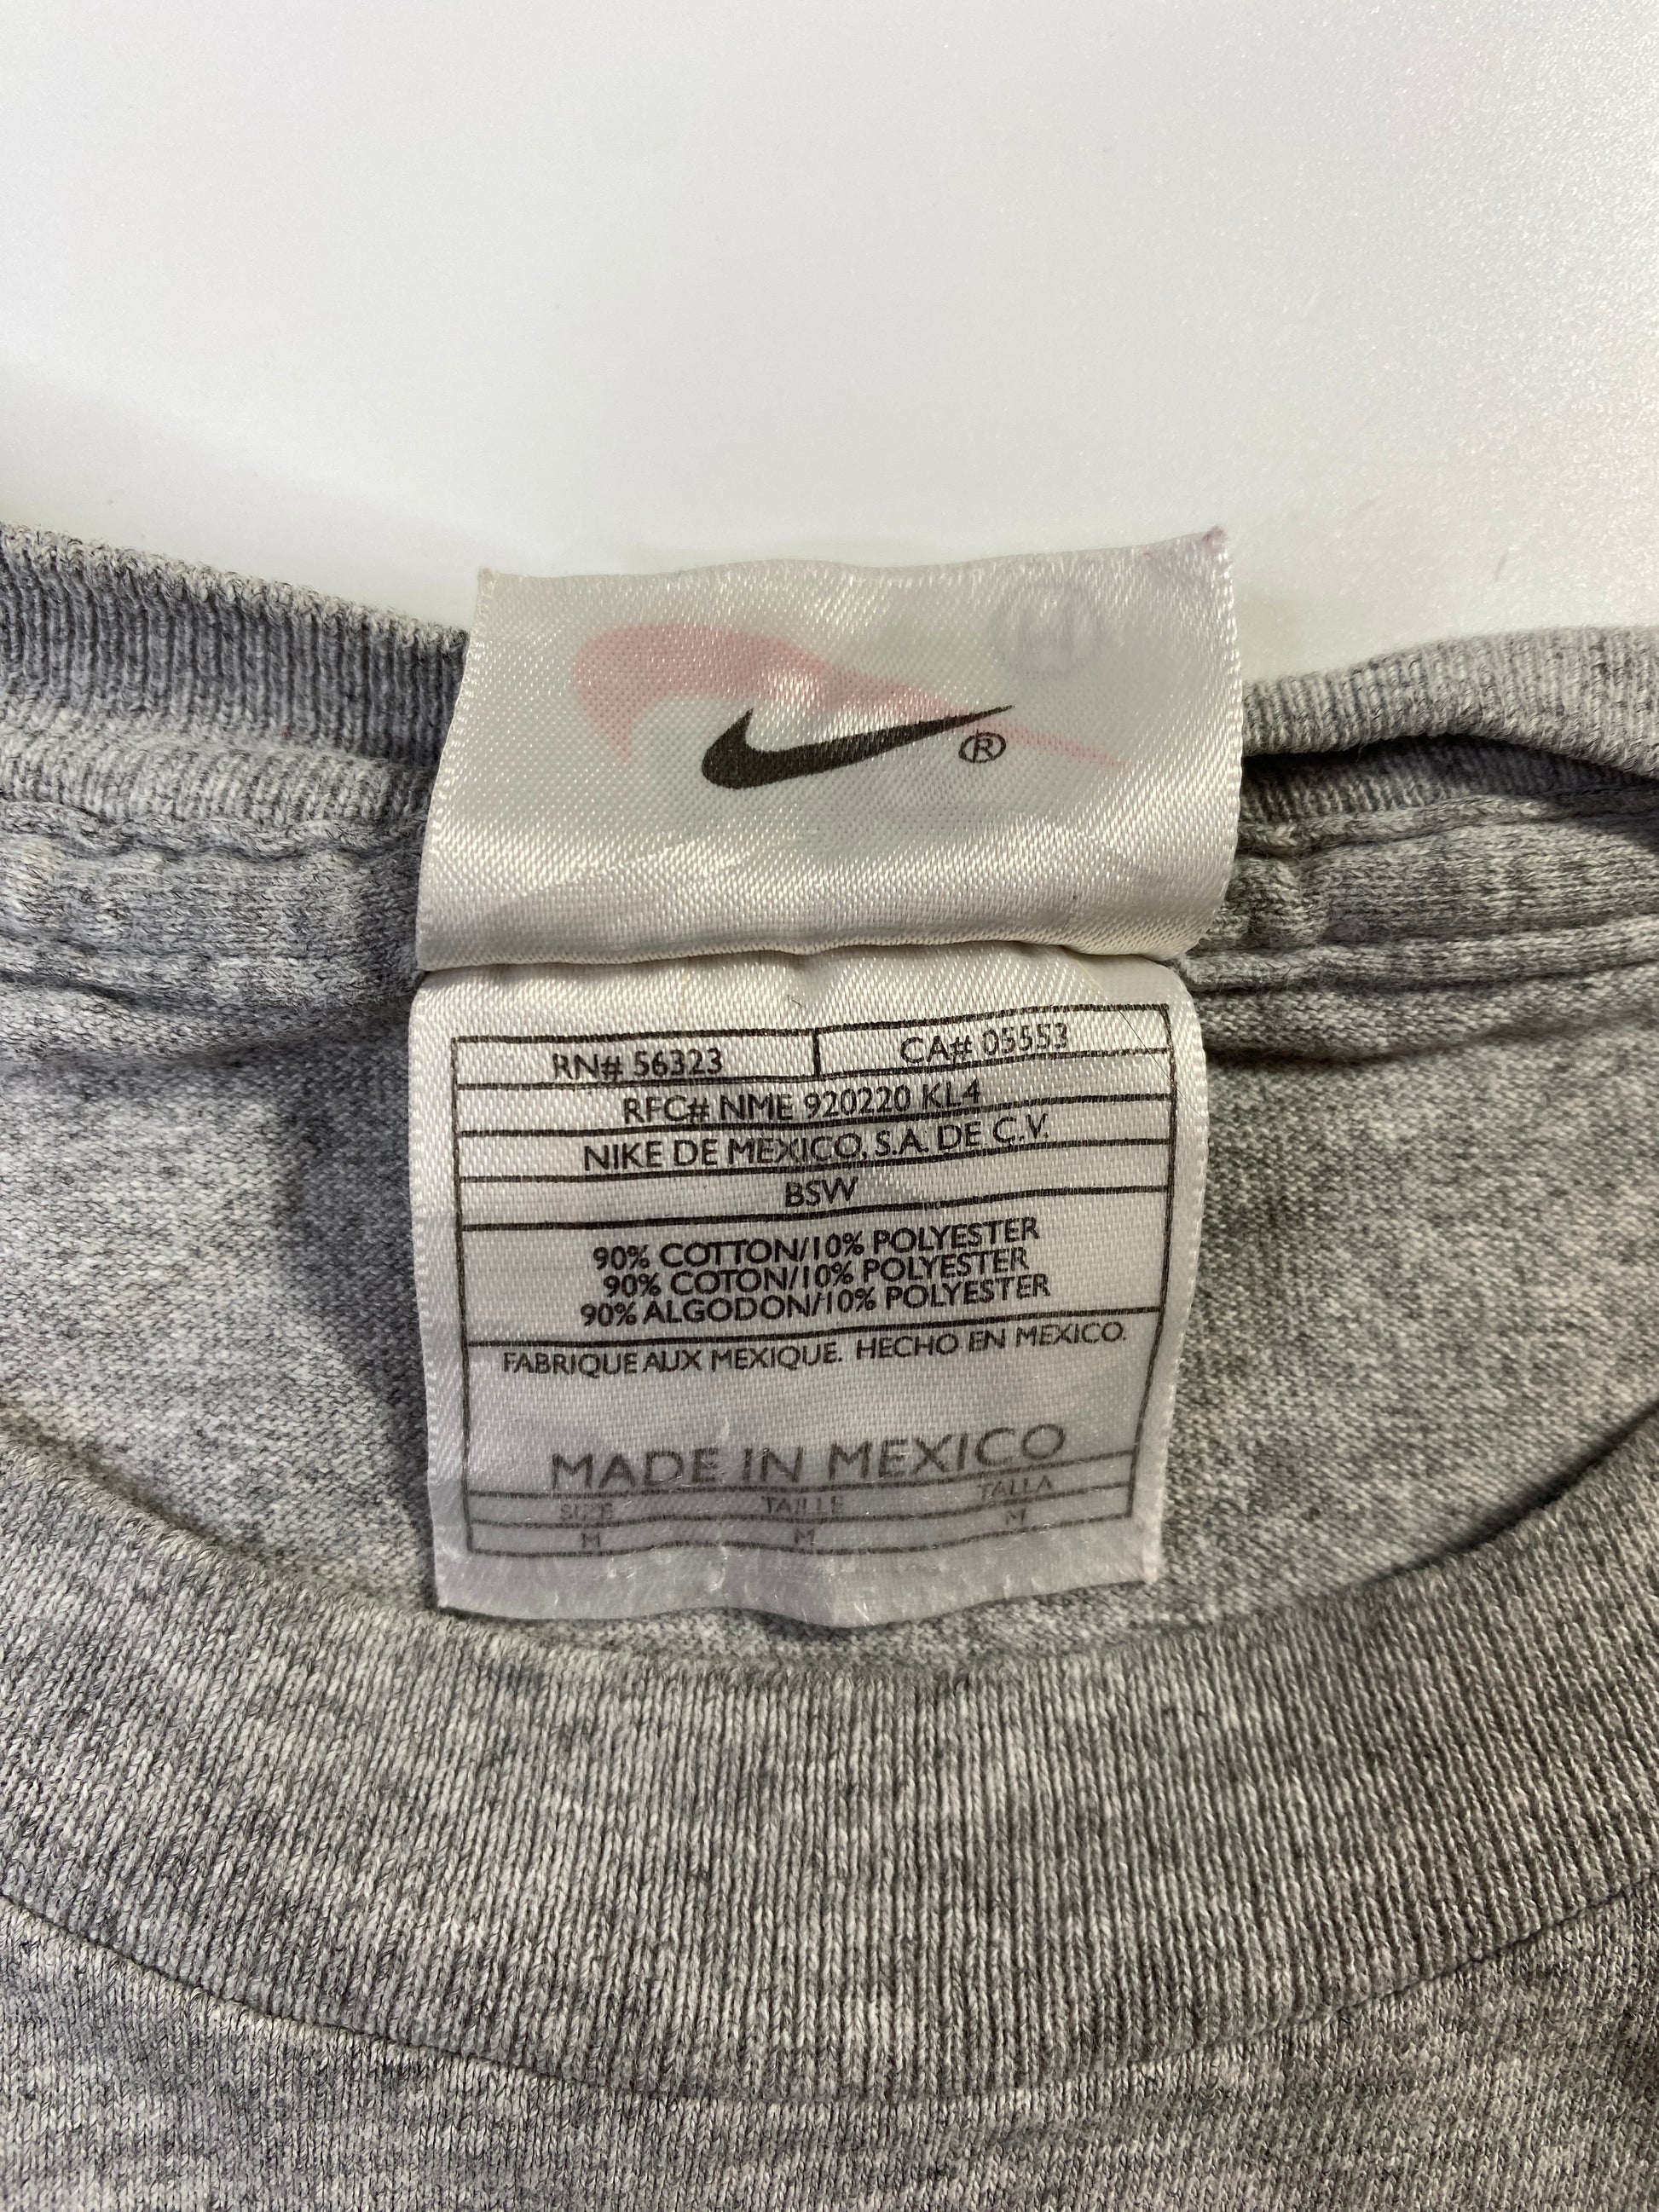 ®
RN# 56323 CA# 05553
RFC# NME 920220 KL4
NIKE DE MEXICO, S.A. DE C.V.
BSW
90% COTTON/10% POLYESTER
90% COTON/10% POLYESTER
90% ALGODON/10% POLYESTER
FABRIQUE AUX MEXIQUE. HECHO EN MEXICO.
MADE IN MEXICO
SIZE TAILLE TALLA
M M M